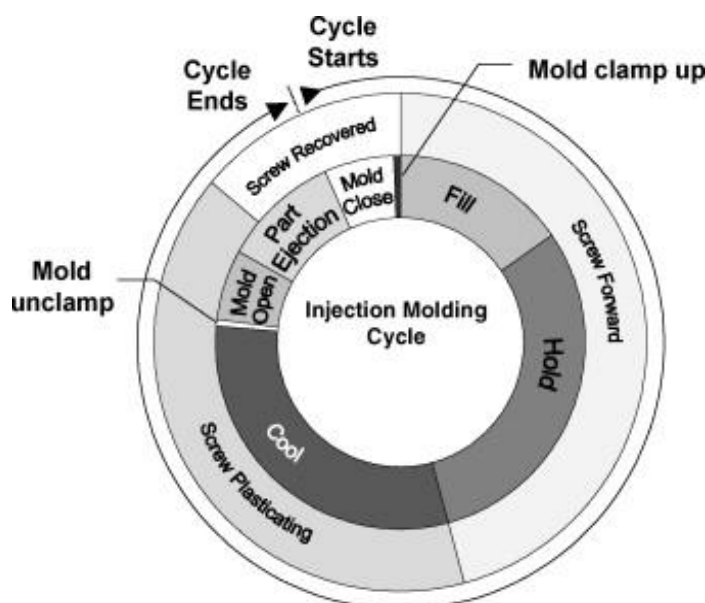 Cycle
Starts
Cycle
Ends
Mold clamp up
Screw Recovered
Mold
Close
Fill
Part
Ejection
Screw Forward
Mold
unclamp
Mold
Open
Injection Molding
Cycle
Hold
Cool
Screw Plasticating